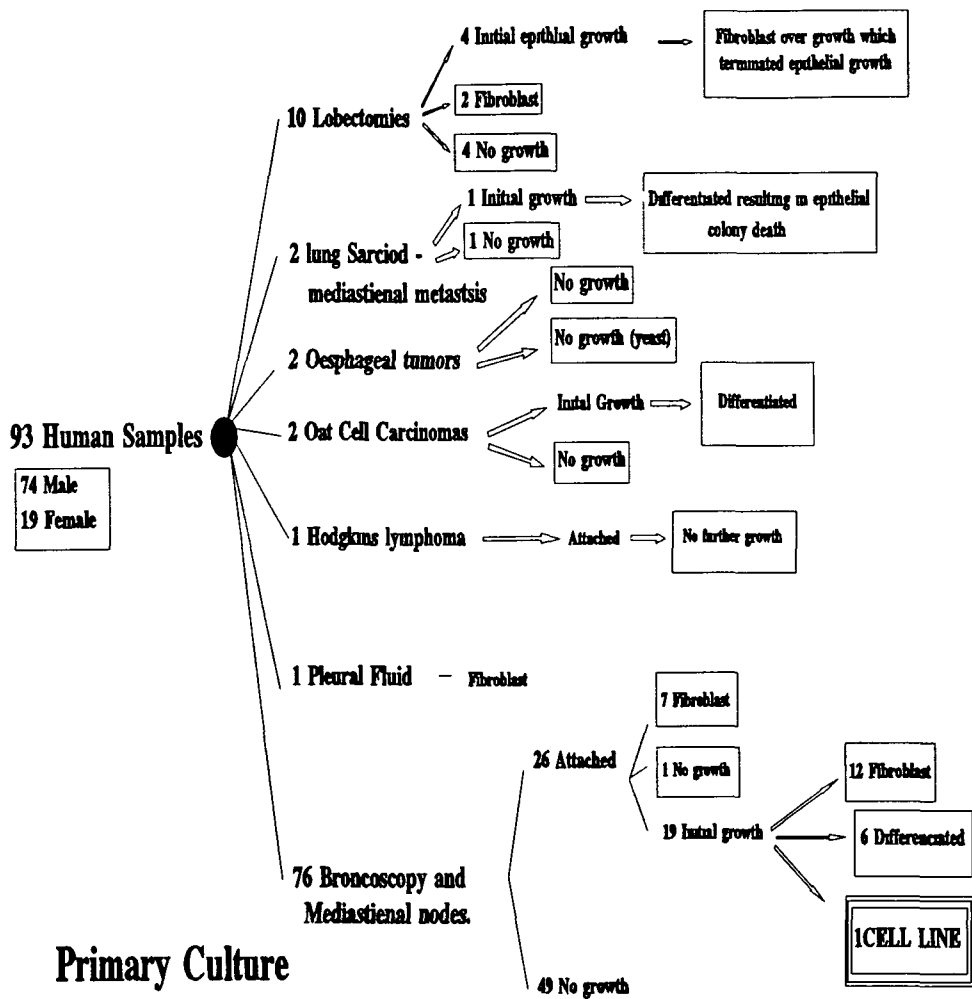 4 Initial epithlial growth
Fibroblast over growth which
terminated epithelial growth
10 Lobectomies
2 Fibroblast
4 No growth
1 Initial growth
Differentiated resulting in epithelial
colony death
1 No growth
2 lung Sarciod -
mediastienal metastsis
No growth
No growth (yeast)
2 Oesphageal tumors
Initial Growth
Differentiated
93 Human Samples
2 Oat Cell Carcinomas
No growth
74 Male
19 Female
1 Hodgkins lymphoma
Attached
No further growth
1 Pleural Fluid
-
Fibroblast
7 Fibroblast
26 Attached
1 No growth
12 Fibroblast
19 Initial growth
6 Differenciated
76 Broncoscopy and
Mediastienal nodes.
1CELL LINE
Primary Culture
49 No growth